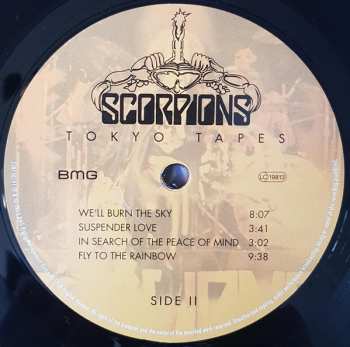 SCORPIONS
TOKYO TAPES
BMG
LC 19813
WE'LL BURN THE SKY 8:07
SUSPENDER LOVE 3:41
IN SEARCH OF THE PEACE OF MIND 3:02
FLY TO THE RAINBOW 9:38
SIDE II